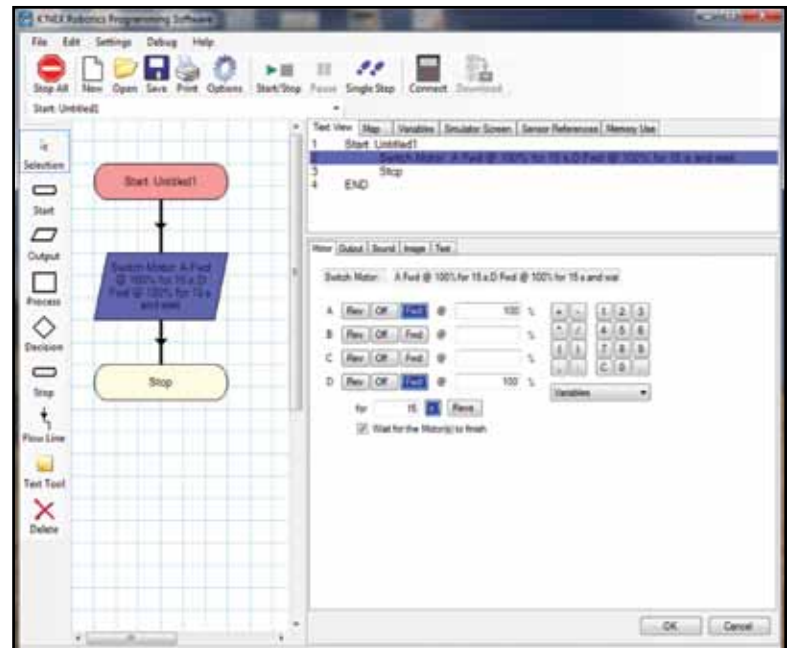 K'NEX Robotics Programming Software
File Edit Settings Debug Help
Stop All New Open Save Print Options Start/Stop Pause Single Step Connect Download
Start: Untitled1
Selection
Start
Output
Process
Decision
Stop
Flow Line
Text Tool
Delete
Start: Untitled1
Switch Motor: A Fwd
@ 100% for 15 s.D
Fwd @ 100% for 15 s
and wait
Stop
Text View Map Variables Simulator Screen Sensor References Memory Use
1 Start Untitled1
2 Switch Motor: A Fwd @ 100% for 15 s.D Fwd @ 100% for 15 s and wait
3 Stop
4 END
Motor Output Sound Image Text
Switch Motor: A Fwd @ 100% for 15 s.D Fwd @ 100% for 15 s and wait
A Rev Off Fwd @ 100 %
B Rev Off Fwd @ %
C Rev Off Fwd @ %
D Rev Off Fwd @ 100 %
for 15 s Revs
Wait for the Motor(s) to finish
+ - 1 2 3
* / 4 5 6
( ) 7 8 9
C 0
Variables
OK Cancel